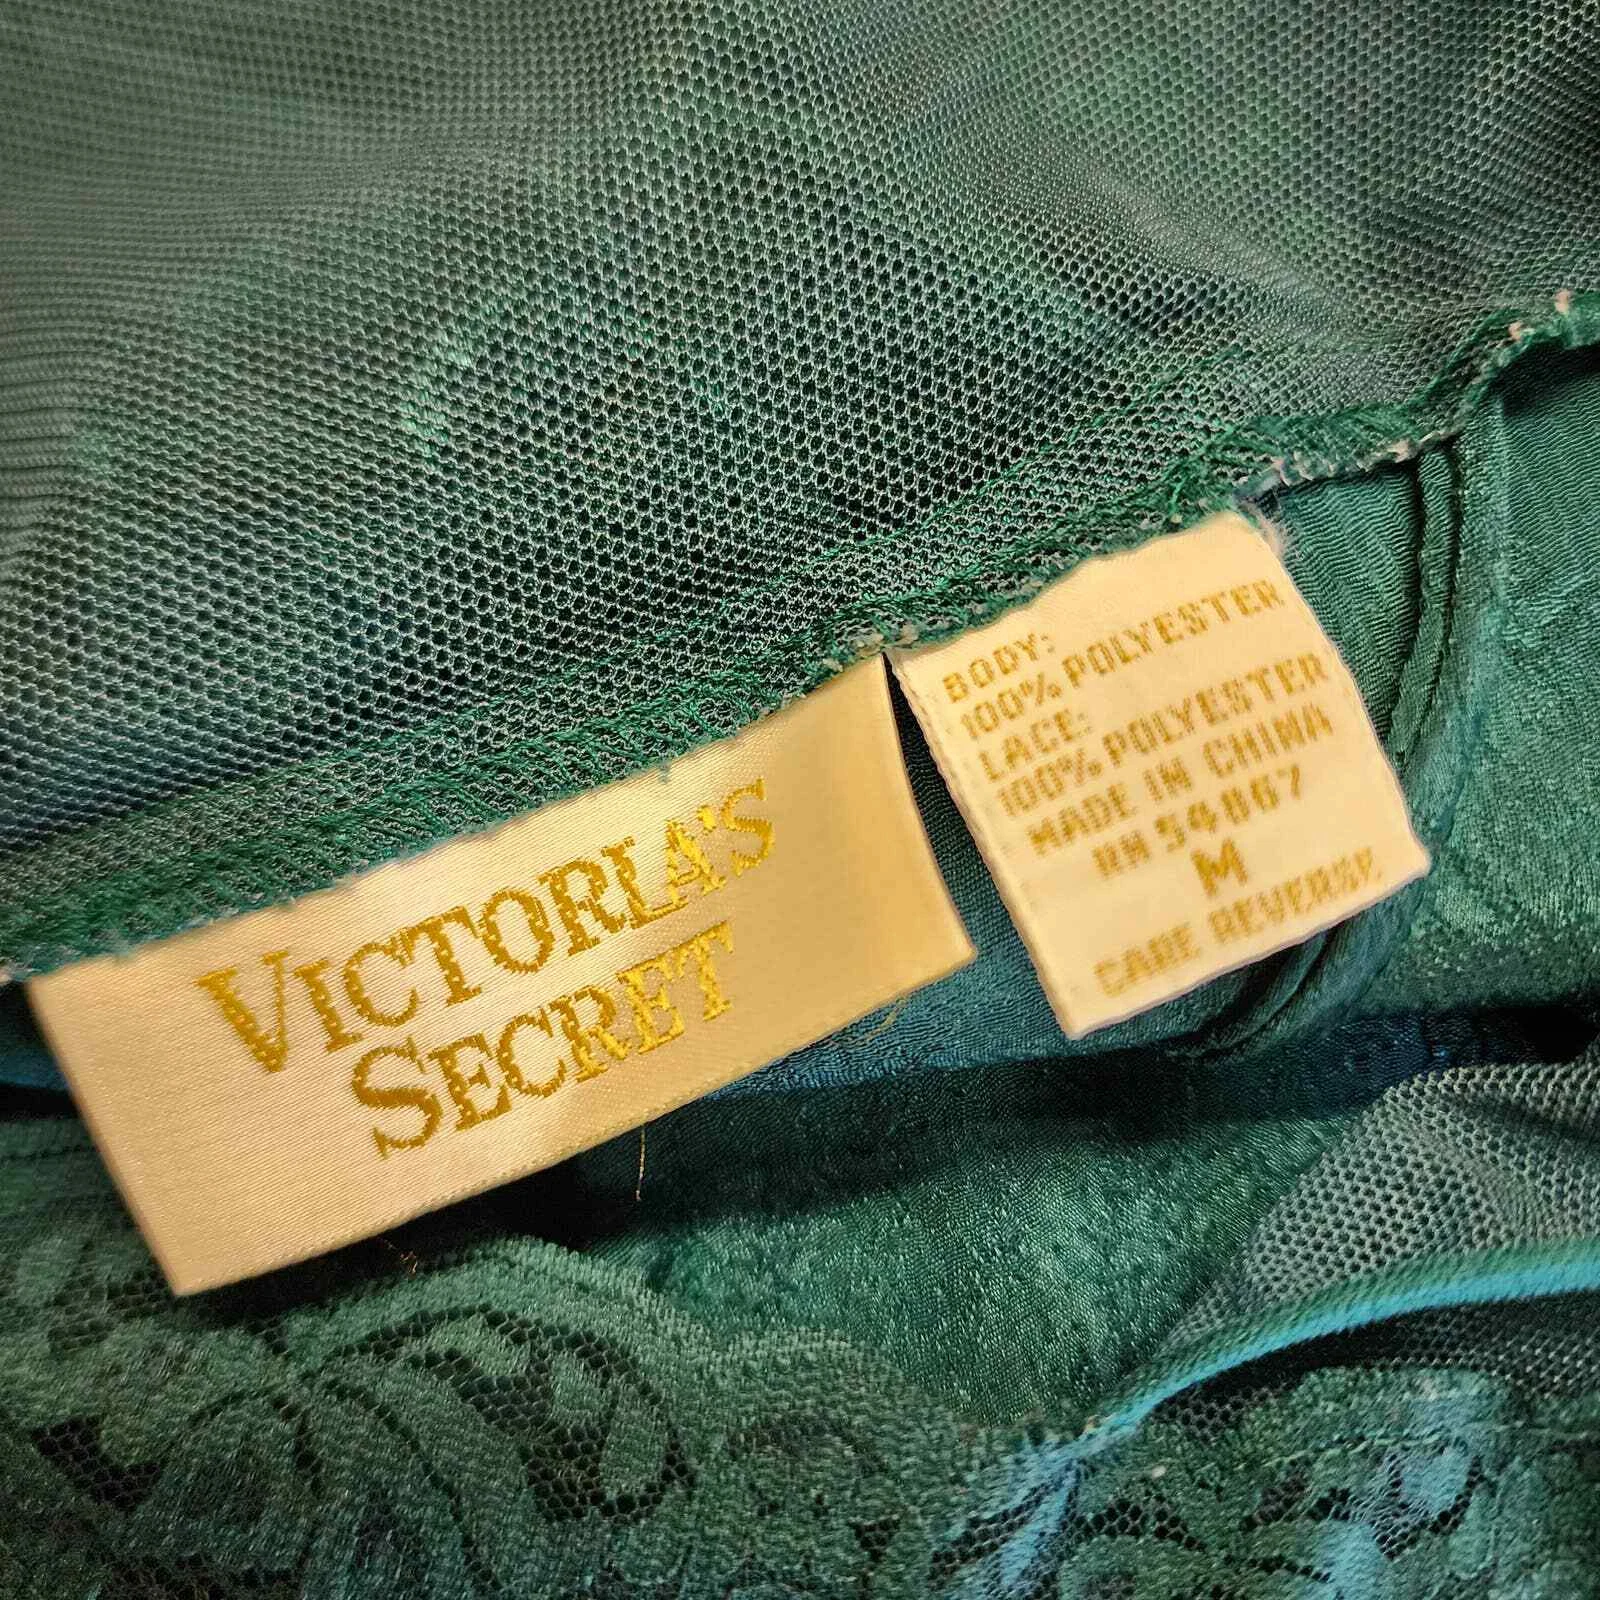 VICTORIA'S
SECRET
BODY:
100% POLYESTER
LACE:
100% POLYESTER
MADE IN CHINA
RN 54867
M
CARE REVERSE